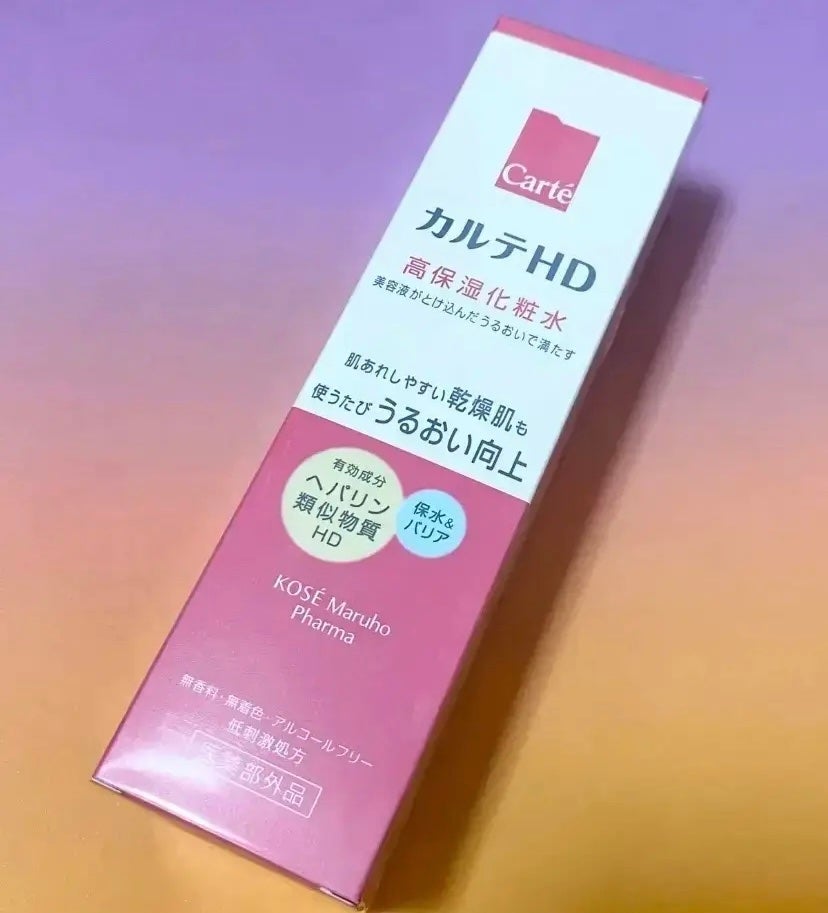 Carté
カルテHD
高保湿化粧水
美容液がとけ込んだうるおいで満たす
肌あれしやすい乾燥肌も
使うたび うるおい向上
有効成分
ヘパリン
類似物質
HD
保水&
バリア
KOSÉ Maruho
Pharma
無香料・無着色・アルコールフリー
低刺激処方
医薬部外品